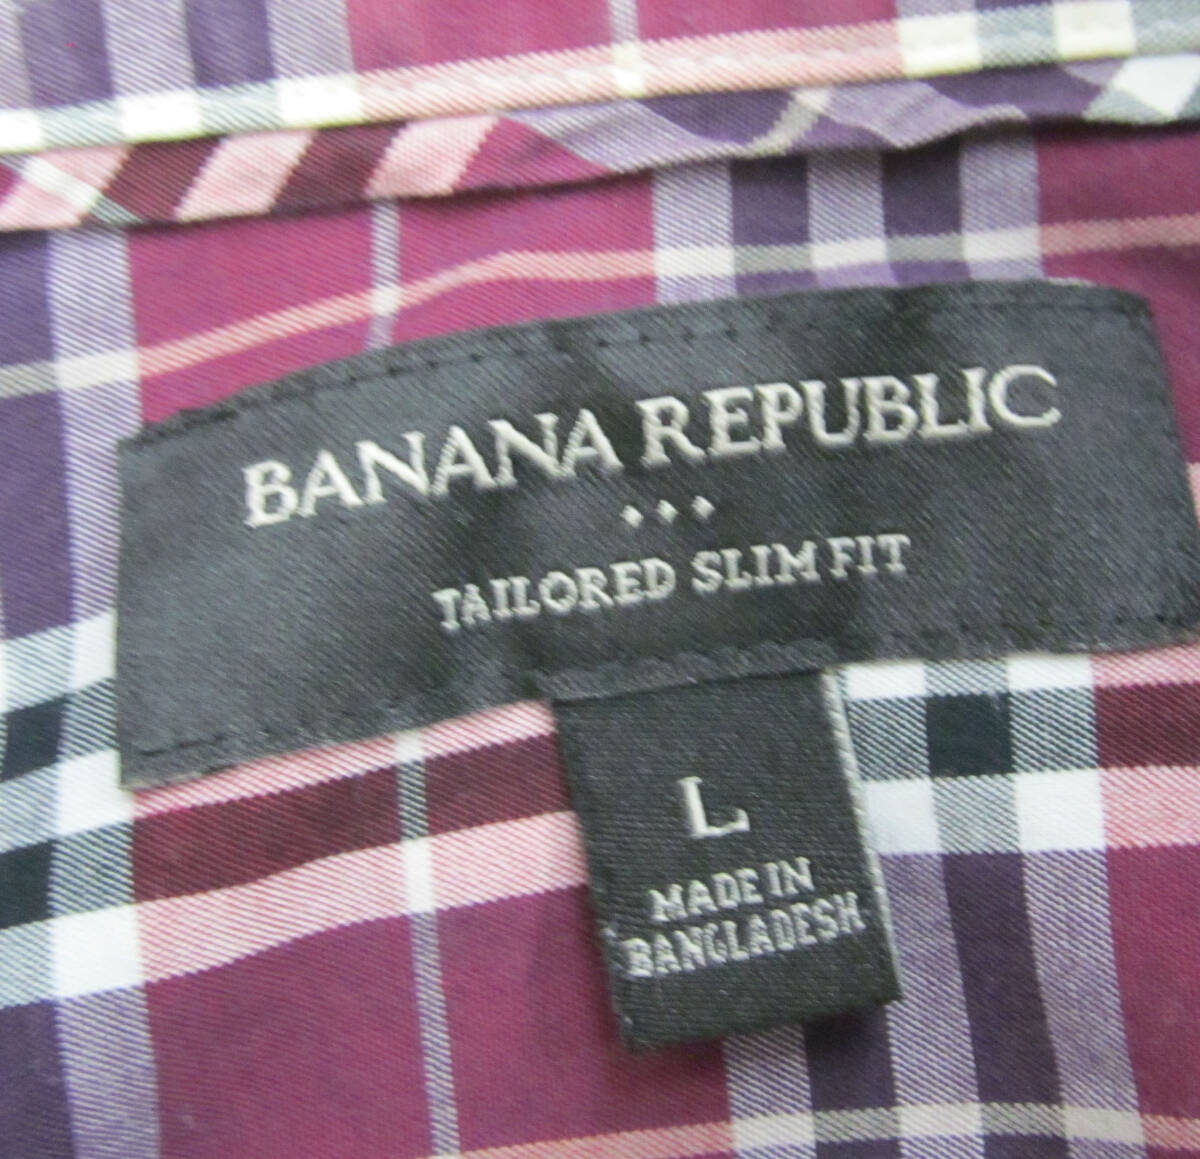 BANANA REPUBLIC
TAILORED SLIM FIT
L
MADE IN
BANGLADESH